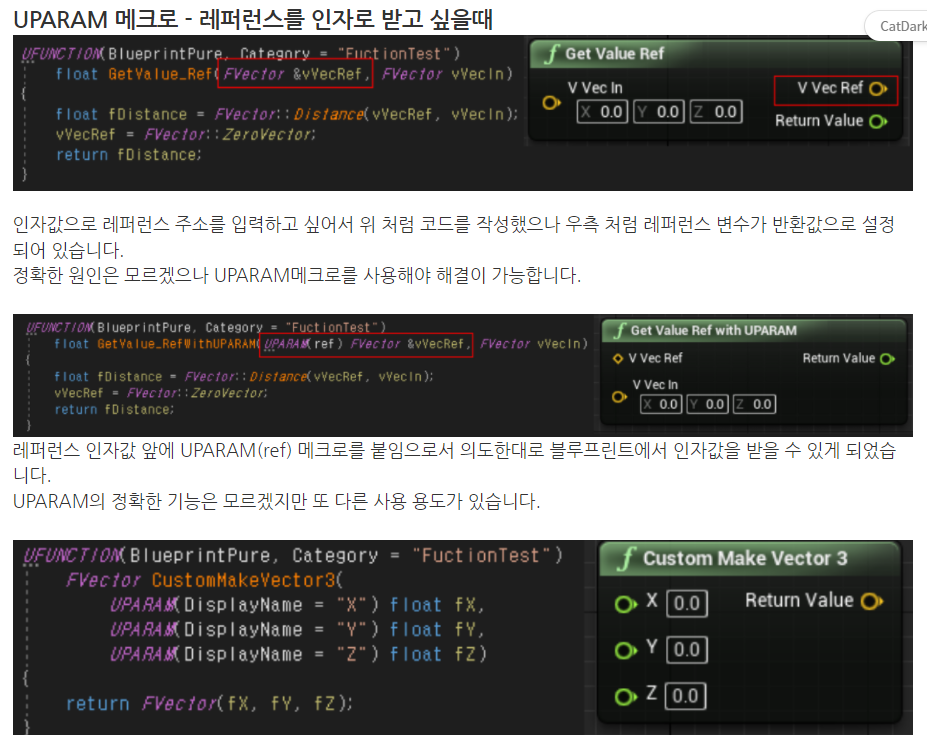 UPARAM 메크로 - 레퍼런스를 인자로 받고 싶을때
CatDark
UFUNCTION(BlueprintPure, Category = "FuctionTest")
float GetValue_Ref(FVector &vVecRef, FVector vVecIn)
{
float fDistance = FVector::Distance(vVecRef, vVecIn);
vVecRef = FVector::ZeroVector;
return fDistance;
}
f Get Value Ref
V Vec In
X 0.0 Y 0.0 Z 0.0
V Vec Ref
Return Value
인자값으로 레퍼런스 주소를 입력하고 싶어서 위 처럼 코드를 작성했으나 우측 처럼 레퍼런스 변수가 반환값으로 설정
되어 있습니다.
정확한 원인은 모르겠으나 UPARAM메크로를 사용해야 해결이 가능합니다.
UFUNCTION(BlueprintPure, Category = "FuctionTest")
float GetValue_RefWithUPARAM(UPARAM(ref) FVector &vVecRef, FVector vVecIn)
{
float fDistance = FVector::Distance(vVecRef, vVecIn);
vVecRef = FVector::ZeroVector;
return fDistance;
}
f Get Value Ref with UPARAM
V Vec Ref
Return Value
V Vec In
X 0.0 Y 0.0 Z 0.0
레퍼런스 인자값 앞에 UPARAM(ref) 메크로를 붙임으로서 의도한대로 블루프린트에서 인자값을 받을 수 있게 되었습
니다.
UPARAM의 정확한 기능은 모르겠지만 또 다른 사용 용도가 있습니다.
UFUNCTION(BlueprintPure, Category = "FuctionTest")
FVector CustomMakeVector3(
UPARAM(DisplayName = "X") float fX,
UPARAM(DisplayName = "Y") float fY,
UPARAM(DisplayName = "Z") float fZ)
{
return FVector(fX, fY, fZ);
}
f Custom Make Vector 3
X 0.0
Return Value
Y 0.0
Z 0.0